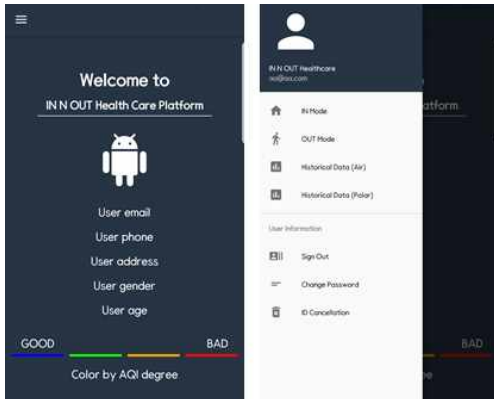 Welcome to
IN N OUT Health Care Platform
User email
User phone
User address
User gender
User age
GOOD
BAD
Color by AQI degree
IN N OUT Healthcare
IN Mode
OUT Mode
Historical Data (Air)
Historical Data (Polar)
User Information
Sign Out
Change Password
ID Cancellation
atform
BAD
ee